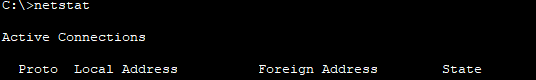 C:\>netstat
Active Connections
Proto  Local Address          Foreign Address        State